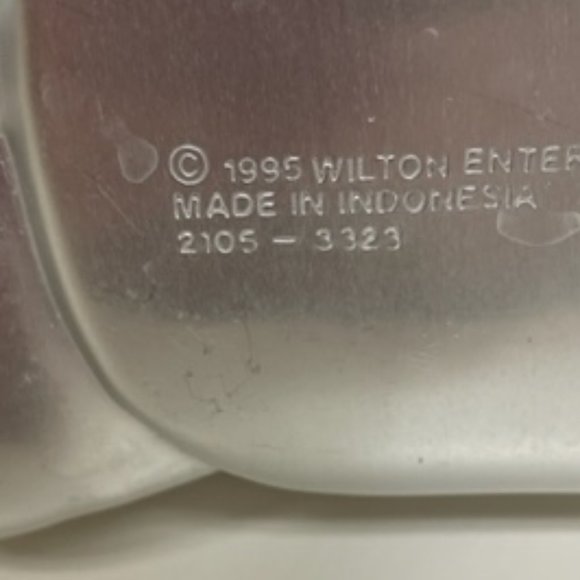 © 1995 WILTON ENTER
MADE IN INDONESIA
2105 - 3323